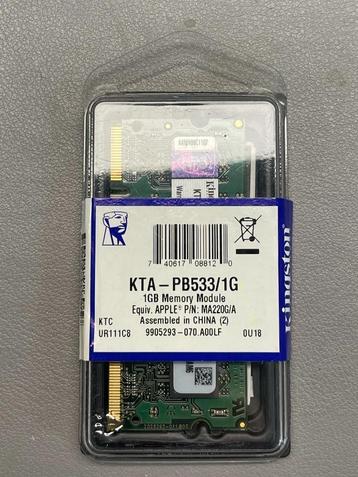 7 40617 08812 0
KTA-PB533/1G
1GB Memory Module
Equiv. APPLE® P/N: MA220G/A
Assembled in CHINA (2)
KTC
UR111C8 9905293-070.A00LF 0U18
Kingston